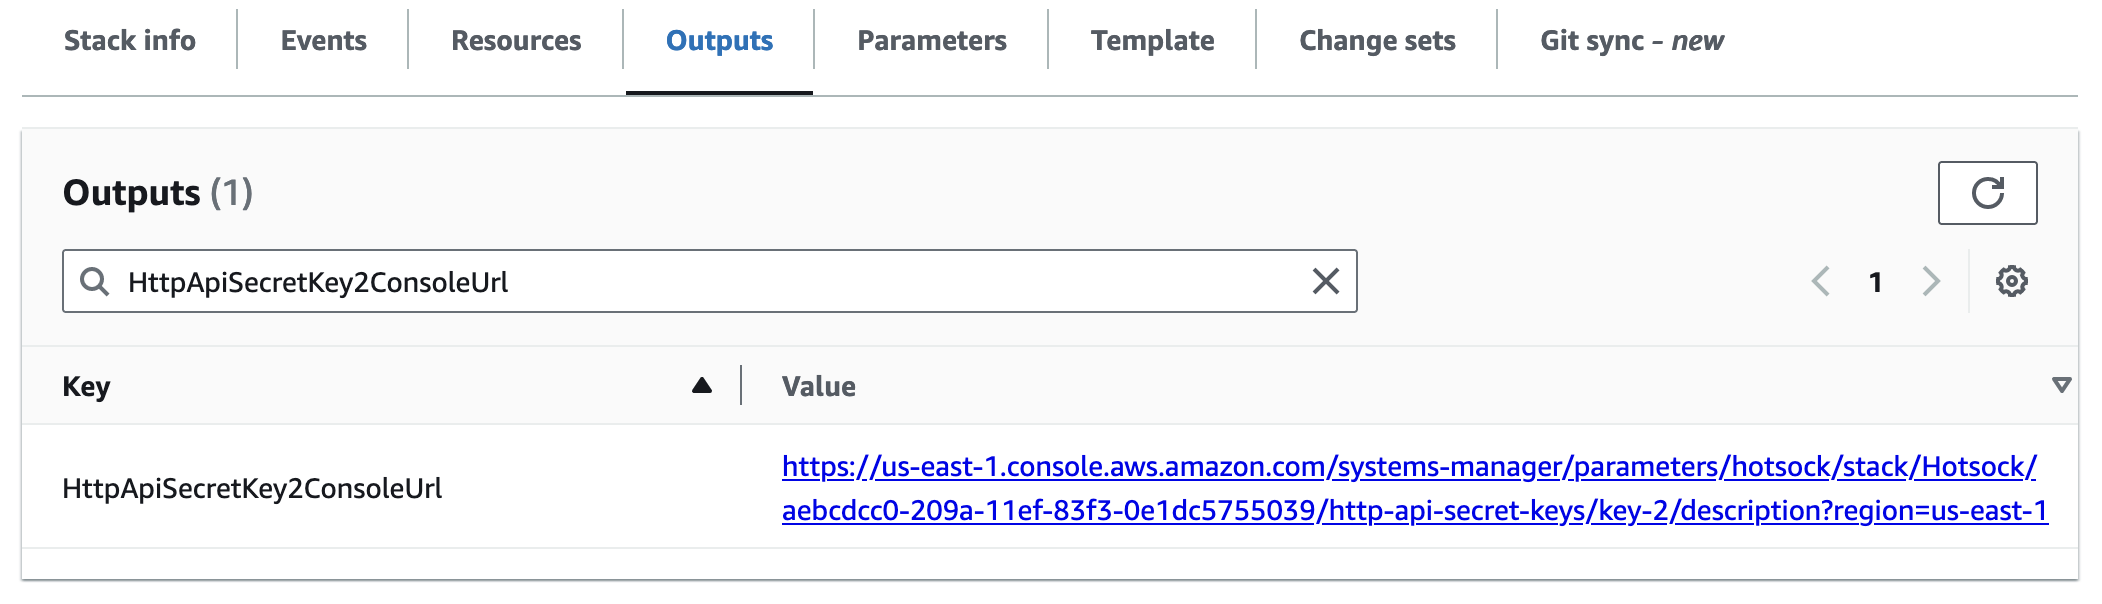 Stack info Events Resources Outputs Parameters Template Change sets Git sync - new
Outputs (1)
HttpApiSecretKey2ConsoleUrl
1
Key Value
HttpApiSecretKey2ConsoleUrl
https://us-east-1.console.aws.amazon.com/systems-manager/parameters/hotsock/stack/Hotsock/
aebcdcc0-209a-11ef-83f3-0e1dc5755039/http-api-secret-keys/key-2/description?region=us-east-1